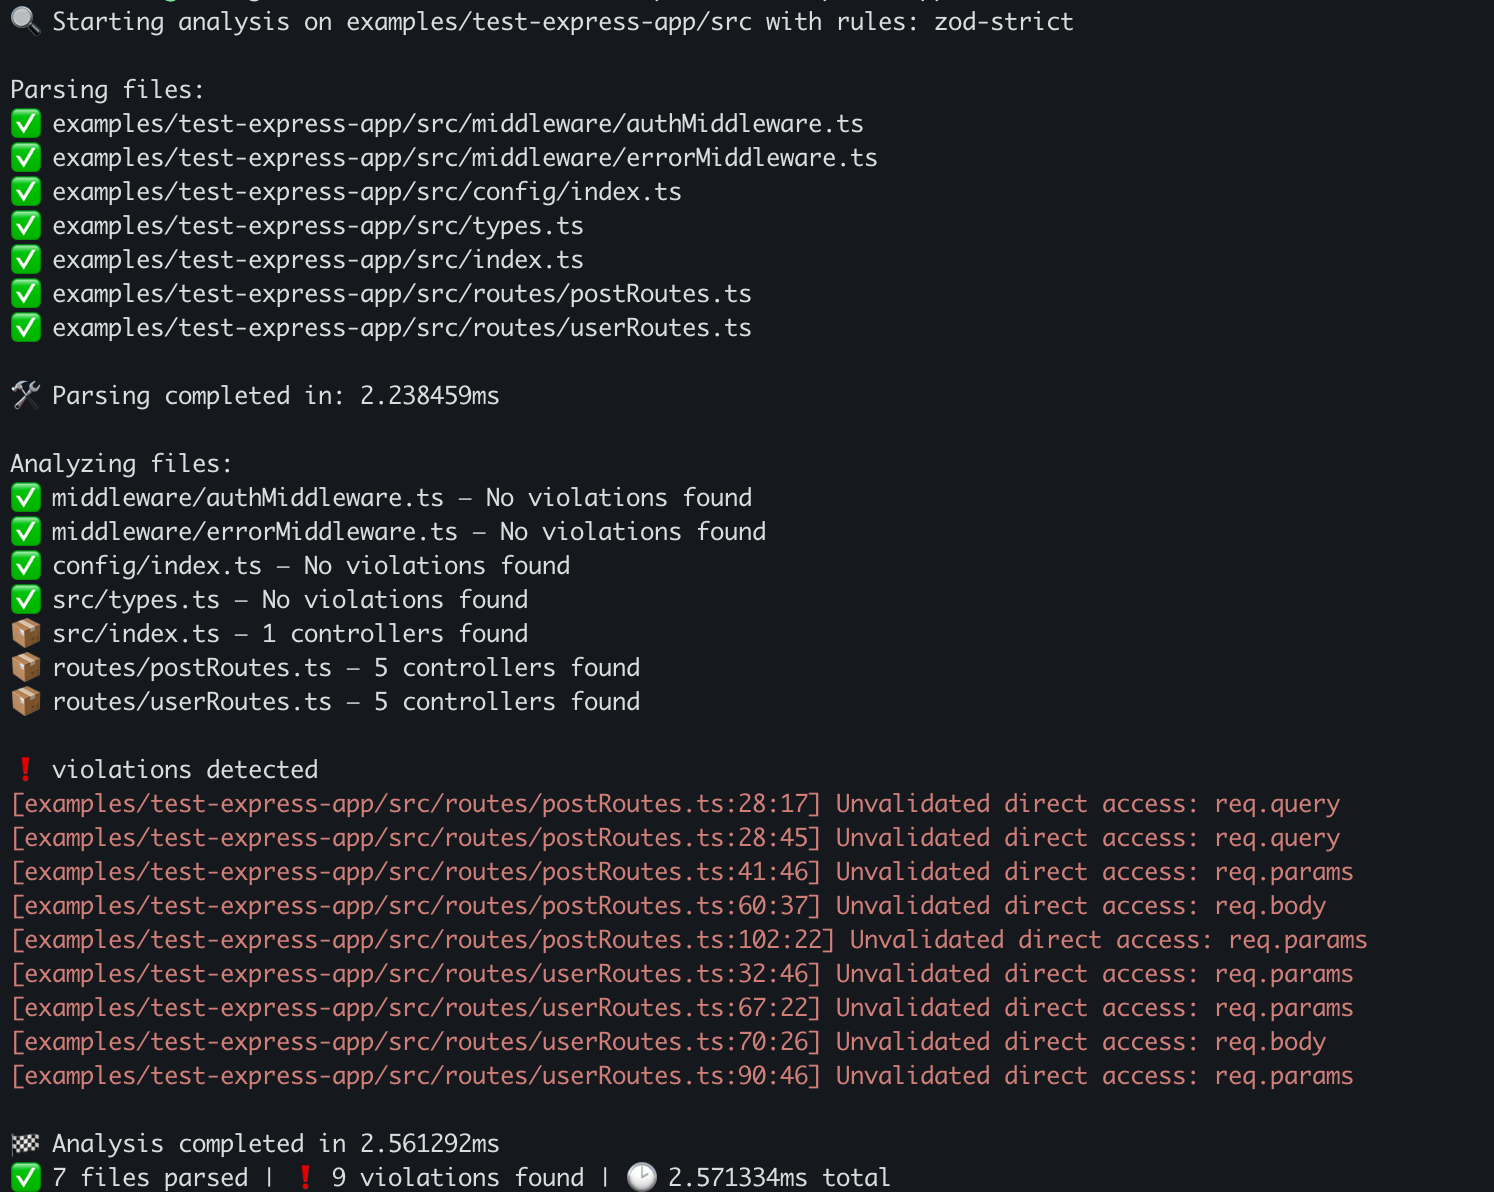 🔍 Starting analysis on examples/test-express-app/src with rules: zod-strict
Parsing files:
✅ examples/test-express-app/src/middleware/authMiddleware.ts
✅ examples/test-express-app/src/middleware/errorMiddleware.ts
✅ examples/test-express-app/src/config/index.ts
✅ examples/test-express-app/src/types.ts
✅ examples/test-express-app/src/index.ts
✅ examples/test-express-app/src/routes/postRoutes.ts
✅ examples/test-express-app/src/routes/userRoutes.ts
🛠 Parsing completed in: 2.238459ms
Analyzing files:
✅ middleware/authMiddleware.ts – No violations found
✅ middleware/errorMiddleware.ts – No violations found
✅ config/index.ts – No violations found
✅ src/types.ts – No violations found
📦 src/index.ts – 1 controllers found
📦 routes/postRoutes.ts – 5 controllers found
📦 routes/userRoutes.ts – 5 controllers found
❗ violations detected
[examples/test-express-app/src/routes/postRoutes.ts:28:17] Unvalidated direct access: req.query
[examples/test-express-app/src/routes/postRoutes.ts:28:45] Unvalidated direct access: req.query
[examples/test-express-app/src/routes/postRoutes.ts:41:46] Unvalidated direct access: req.params
[examples/test-express-app/src/routes/postRoutes.ts:60:37] Unvalidated direct access: req.body
[examples/test-express-app/src/routes/postRoutes.ts:102:22] Unvalidated direct access: req.params
[examples/test-express-app/src/routes/userRoutes.ts:32:46] Unvalidated direct access: req.params
[examples/test-express-app/src/routes/userRoutes.ts:67:22] Unvalidated direct access: req.params
[examples/test-express-app/src/routes/userRoutes.ts:70:26] Unvalidated direct access: req.body
[examples/test-express-app/src/routes/userRoutes.ts:90:46] Unvalidated direct access: req.params
🏁 Analysis completed in 2.561292ms
✅ 7 files parsed | ❗ 9 violations found | 🕑 2.571334ms total